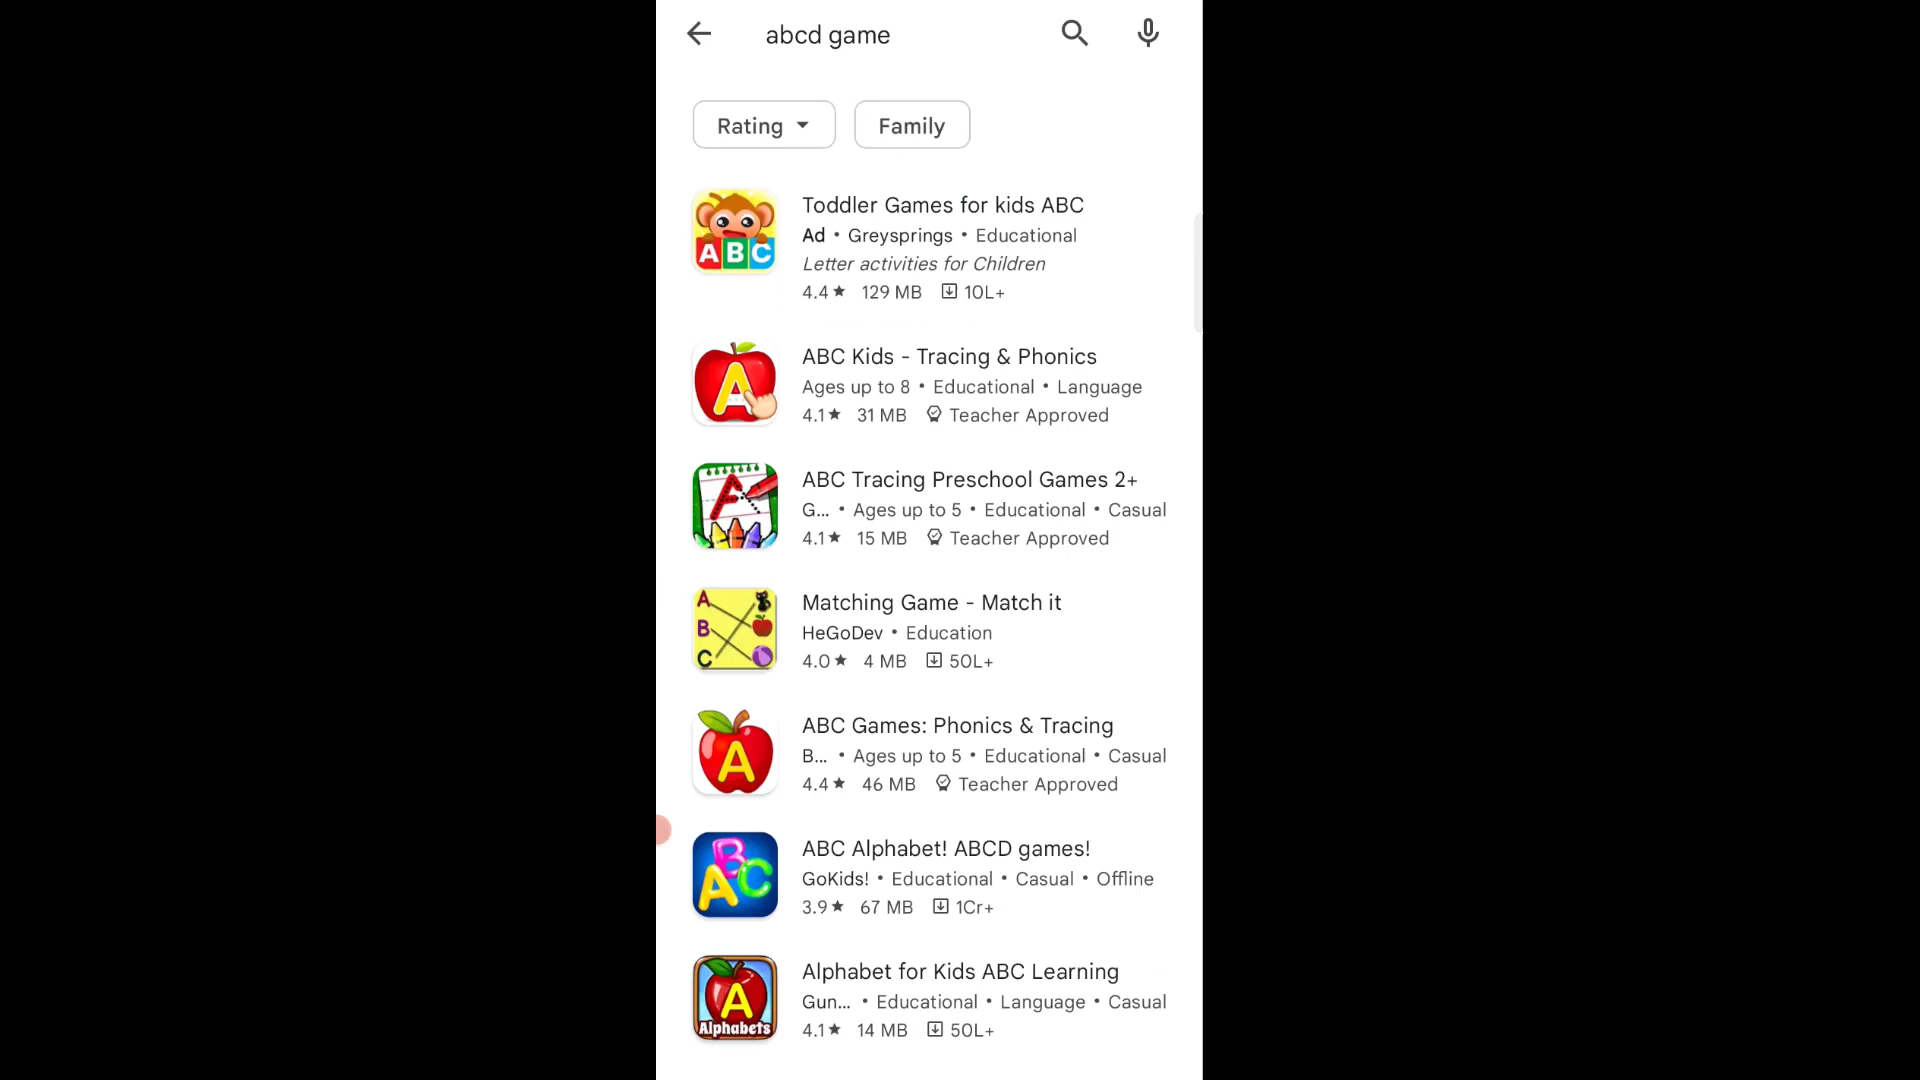 abcd game
Rating
Family
Toddler Games for kids ABC
Ad • Greysprings • Educational
Letter activities for Children
4.4★ 129 MB 10L+
ABC
ABC Kids - Tracing & Phonics
Ages up to 8 • Educational • Language
4.1★ 31 MB Teacher Approved
A
ABC Tracing Preschool Games 2+
G... • Ages up to 5 • Educational • Casual
4.1★ 15 MB Teacher Approved
A
Matching Game - Match it
HeGoDev • Education
4.0★ 4 MB 50L+
A
B
C
ABC Games: Phonics & Tracing
B... • Ages up to 5 • Educational • Casual
4.4★ 46 MB Teacher Approved
A
ABC Alphabet! ABCD games!
GoKids! • Educational • Casual • Offline
3.9★ 67 MB 1Cr+
ABC
Alphabet for Kids ABC Learning
Gun... • Educational • Language • Casual
4.1★ 14 MB 50L+
A
Alphabets